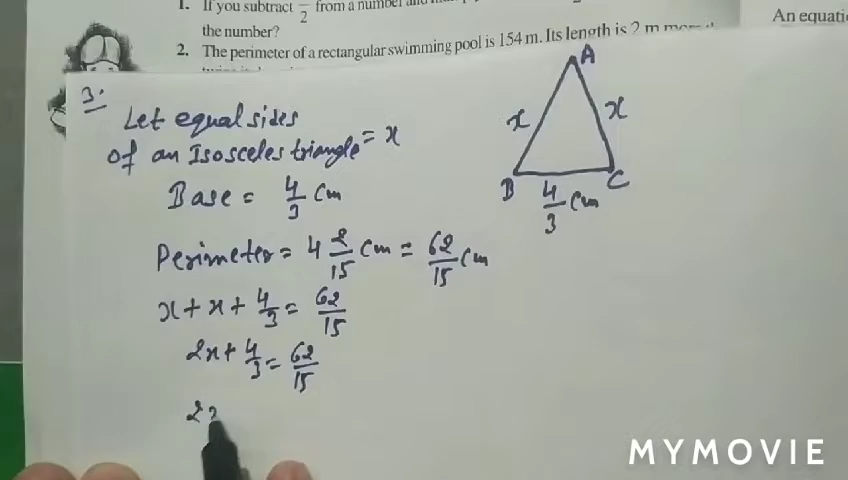 1. If you subtract 1/2 from a number and
the number?
An equati
2. The perimeter of a rectangular swimming pool is 154 m. Its length is 2 m
3.
Let equal sides
of an Isosceles triangle = x
Base = 4/3 cm
Perimeter = 4 2/15 cm = 62/15 cm
x + x + 4/3 = 62/15
2x + 4/3 = 62/15
2
A
x x
B C
4/3 cm
MYMOVIE